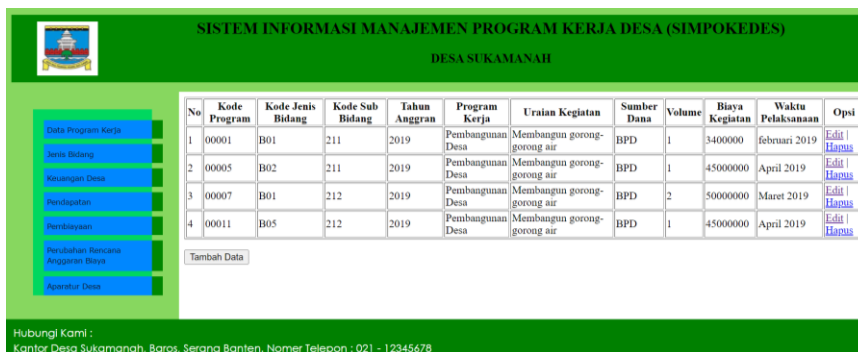 SISTEM INFORMASI MANAJEMEN PROGRAM KERJA DESA (SIMPOKEDES)
DESA SUKAMANAH
Data Program Kerja
Jenis Bidang
Keuangan Desa
Pendapatan
Pembiayaan
Perubahan Rencana
Anggaran Biaya
Aparatur Desa
No Kode Program Kode Jenis Bidang Kode Sub Bidang Tahun Anggran Program Kerja Uraian Kegiatan Sumber Dana Volume Biaya Kegiatan Waktu Pelaksanaan Opsi
1 00001 B01 211 2019 Pembangunan Desa Membangun gorong-gorong air BPD 1 3400000 februari 2019 Edit | Hapus
2 00005 B02 211 2019 Pembangunan Desa Membangun gorong-gorong air BPD 1 45000000 April 2019 Edit | Hapus
3 00007 B01 212 2019 Pembangunan Desa Membangun gorong-gorong air BPD 2 50000000 Maret 2019 Edit | Hapus
4 00011 B05 212 2019 Pembangunan Desa Membangun gorong-gorong air BPD 1 45000000 April 2019 Edit | Hapus
Tambah Data
Hubungi Kami :
Kantor Desa Sukamanah, Baros, Serang Banten, Nomer Telepon : 021 - 12345678